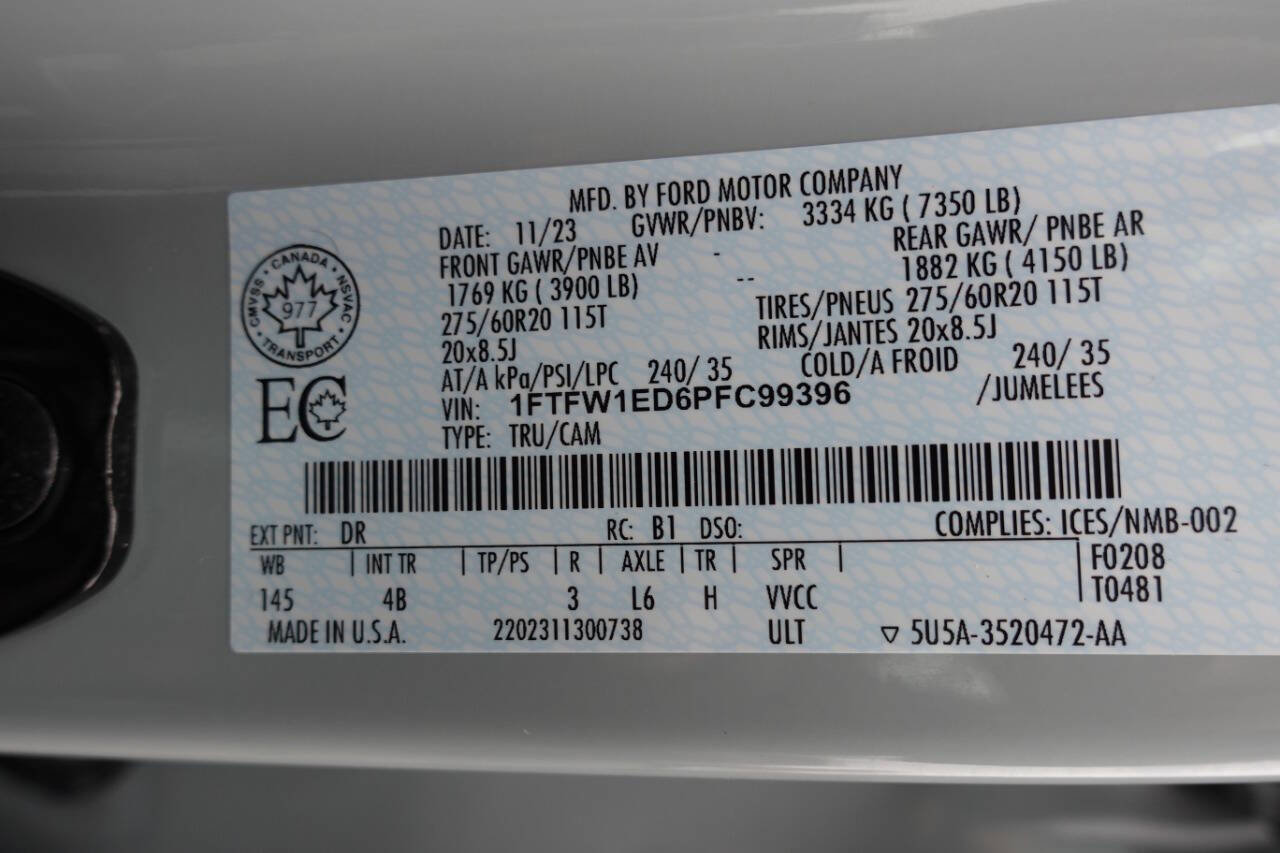 MFD. BY FORD MOTOR COMPANY
DATE: 11/23 GVWR/PNBV: 3334 KG ( 7350 LB)
FRONT GAWR/PNBE AV - REAR GAWR/ PNBE AR
1769 KG ( 3900 LB) -- 1882 KG ( 4150 LB)
275/60R20 115T TIRES/PNEUS 275/60R20 115T
20x8.5J RIMS/JANTES 20x8.5J
AT/A kPa/PSI/LPC 240/ 35 COLD/A FROID 240/ 35
VIN: 1FTFW1ED6PFC99396 /JUMELEES
TYPE: TRU/CAM
CANADA
CMVSS NSVAC
977
TRANSPORT
EC
EXT PNT: DR RC: B1 DSO: COMPLIES: ICES/NMB-002
WB | INT TR | TP/PS | R | AXLE | TR | SPR | F0208
145 4B 3 L6 H VVCC T0481
MADE IN U.S.A. 2202311300738 ULT ▽ 5U5A-3520472-AA